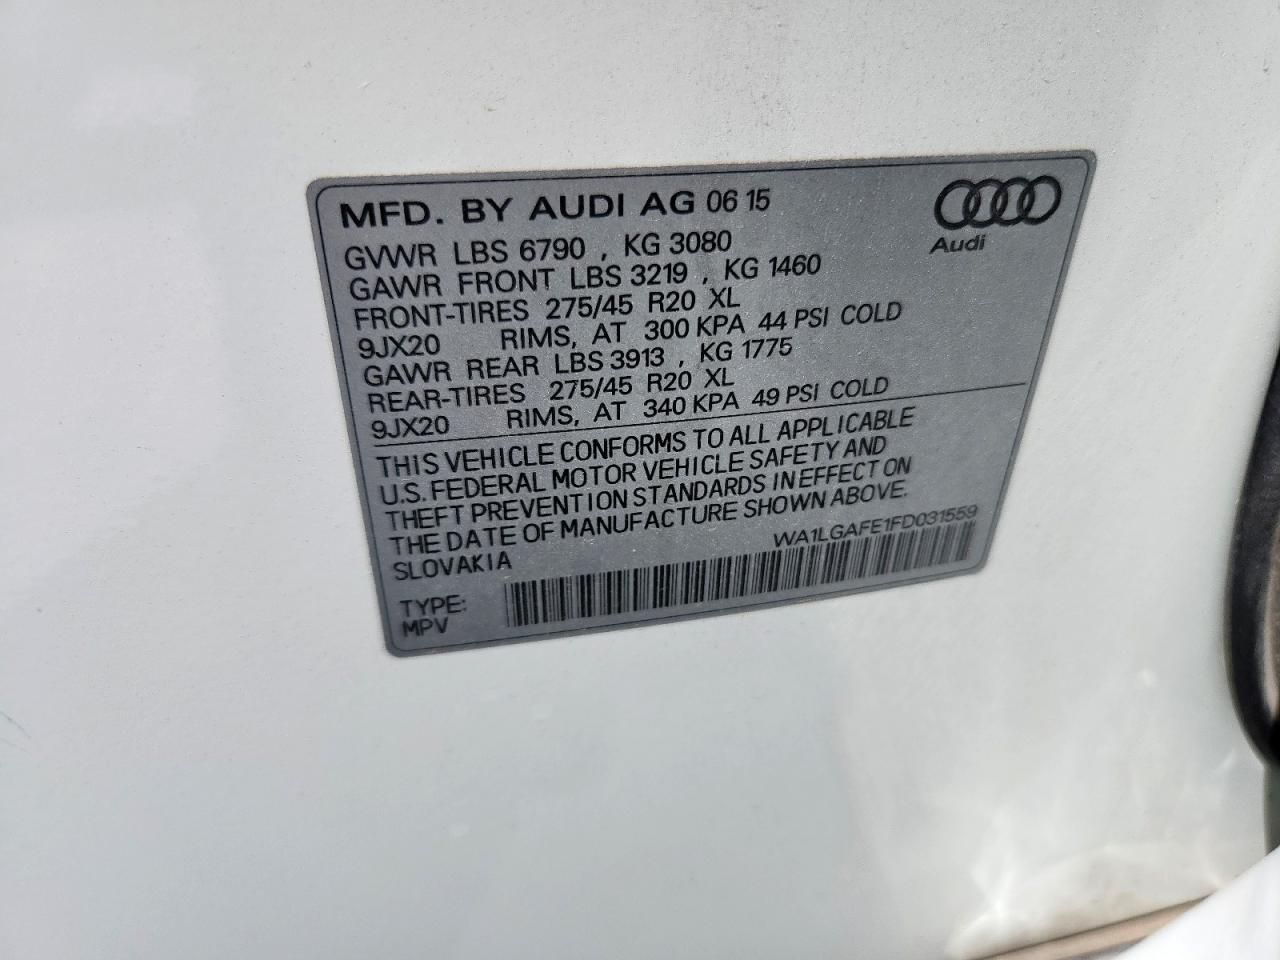 MFD. BY AUDI AG 06 15
Audi
GVWR LBS 6790 , KG 3080
GAWR FRONT LBS 3219 , KG 1460
FRONT-TIRES 275/45 R20 XL
9JX20 RIMS, AT 300 KPA 44 PSI COLD
GAWR REAR LBS 3913 , KG 1775
REAR-TIRES 275/45 R20 XL
9JX20 RIMS, AT 340 KPA 49 PSI COLD
THIS VEHICLE CONFORMS TO ALL APPLICABLE
U.S. FEDERAL MOTOR VEHICLE SAFETY AND
THEFT PREVENTION STANDARDS IN EFFECT ON
THE DATE OF MANUFACTURE SHOWN ABOVE.
SLOVAKIA WA1LGAFE1FD031559
TYPE:
MPV